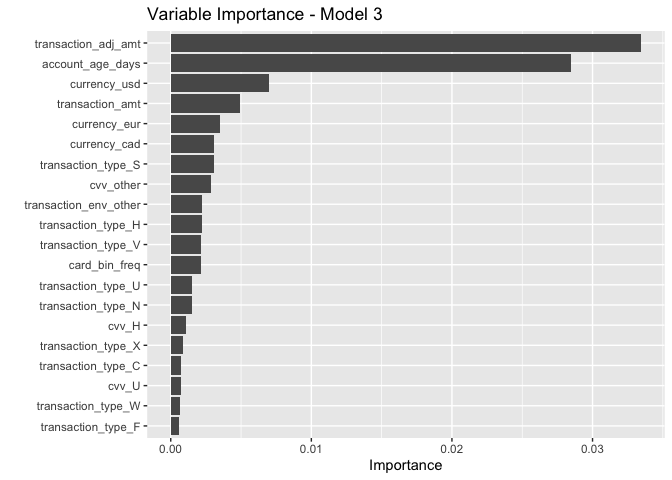 Variable Importance - Model 3
transaction_adj_amt
account_age_days
currency_usd
transaction_amt
currency_eur
currency_cad
transaction_type_S
cvv_other
transaction_env_other
transaction_type_H
transaction_type_V
card_bin_freq
transaction_type_U
transaction_type_N
cvv_H
transaction_type_X
transaction_type_C
cvv_U
transaction_type_W
transaction_type_F
0.00 0.01 0.02 0.03
Importance